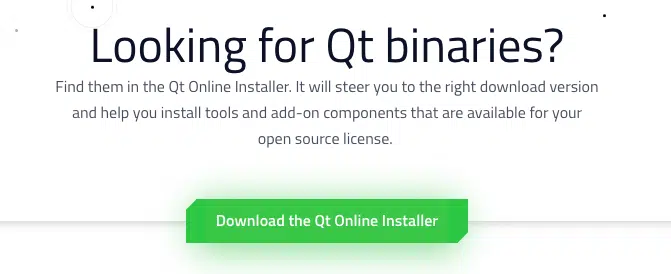 Looking for Qt binaries?
Find them in the Qt Online Installer. It will steer you to the right download version
and help you install tools and add-on components that are available for your
open source license.
Download the Qt Online Installer